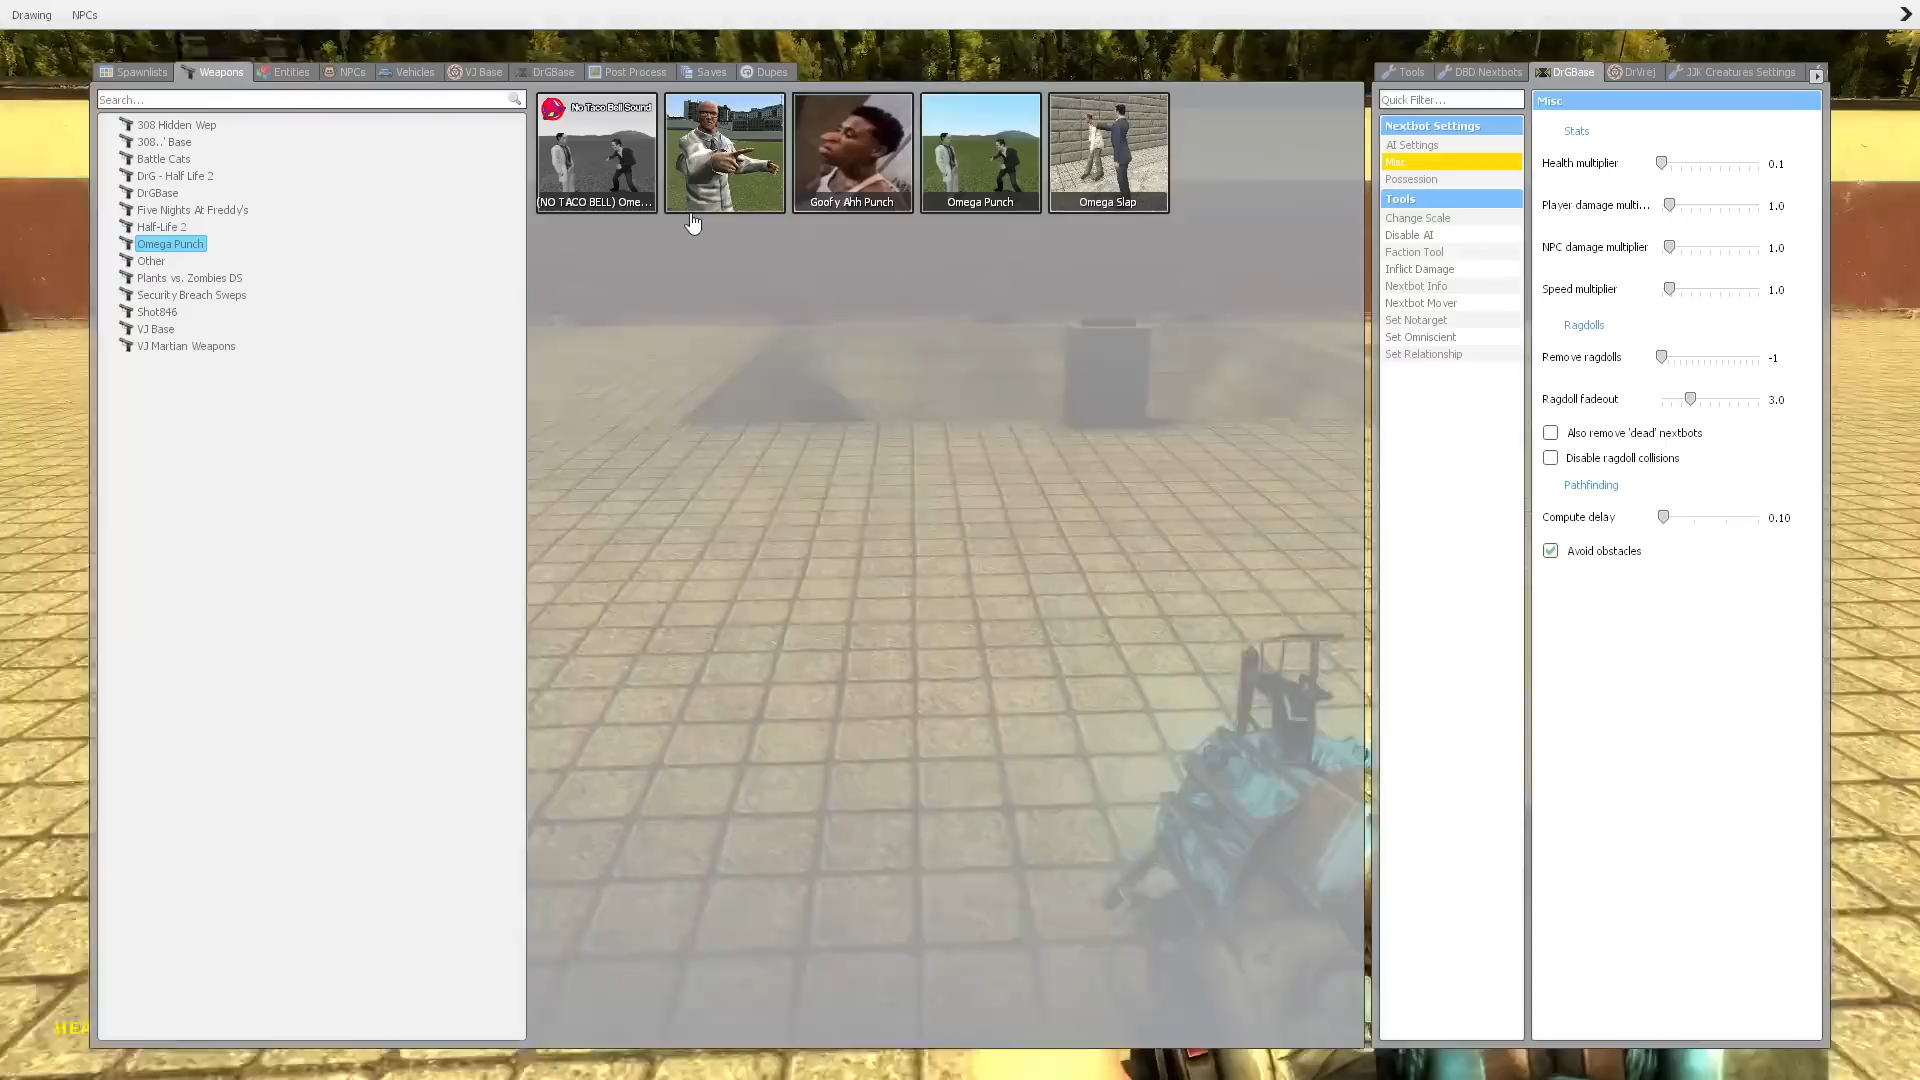 Drawing NPCs
Spawnlists Weapons Entities NPCs Vehicles VJ Base DrGBase Post Process Saves Dupes
Tools DBD Nextbots DrGBase DrVrej JJK Creatures Settings
Search...
308 Hidden Wep
308..' Base
Battle Cats
DrG - Half Life 2
DrGBase
Five Nights At Freddy's
Half-Life 2
Omega Punch
Other
Plants vs. Zombies DS
Security Breach Sweps
Shot846
VJ Base
VJ Martian Weapons
No Taco Bell Sound
(NO TACO BELL) Ome...
Goofy Ahh Punch
Omega Punch
Omega Slap
Quick Filter...
Nextbot Settings
AI Settings
Misc
Possession
Tools
Change Scale
Disable AI
Faction Tool
Inflict Damage
Nextbot Info
Nextbot Mover
Set Notarget
Set Omniscient
Set Relationship
Misc
Stats
Health multiplier 0.1
Player damage multi... 1.0
NPC damage multiplier 1.0
Speed multiplier 1.0
Ragdolls
Remove ragdolls -1
Ragdoll fadeout 3.0
Also remove 'dead' nextbots
Disable ragdoll collisions
Pathfinding
Compute delay 0.10
Avoid obstacles